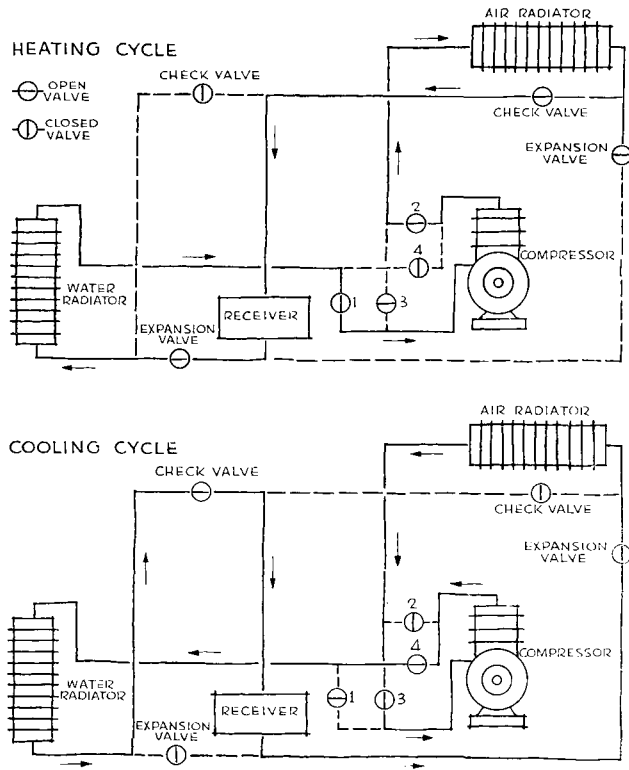 AIR RADIATOR
HEATING CYCLE
CHECK VALVE
OPEN
VALVE
CLOSED
VALVE
CHECK VALVE
EXPANSION
VALVE
2
4
COMPRESSOR
WATER
RADIATOR
1
3
RECEIVER
EXPANSION
VALVE
AIR RADIATOR
COOLING CYCLE
CHECK VALVE
CHECK VALVE
EXPANSION
VALVE
2
4
COMPRESSOR
WATER
RADIATOR
1
3
RECEIVER
EXPANSION
VALVE